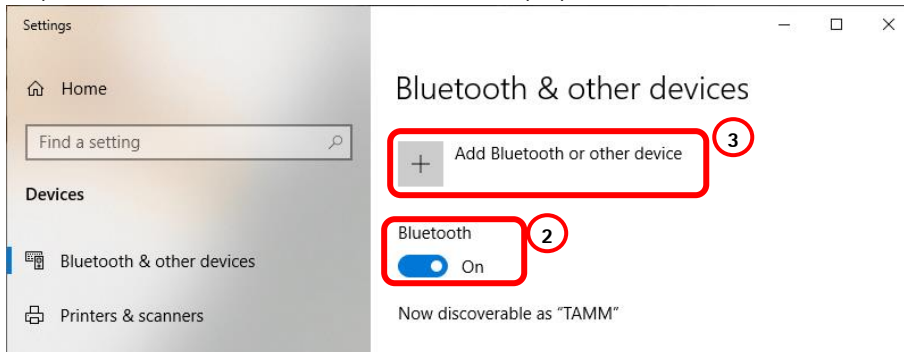 Settings
Home
Find a setting
Devices
Bluetooth & other devices
Printers & scanners
Bluetooth & other devices
Add Bluetooth or other device
3
Bluetooth
2
On
Now discoverable as “TAMM”